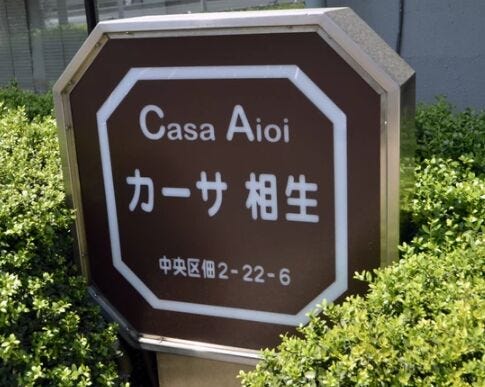 Casa Aioi
カーサ 相生
中央区佃2-22-6